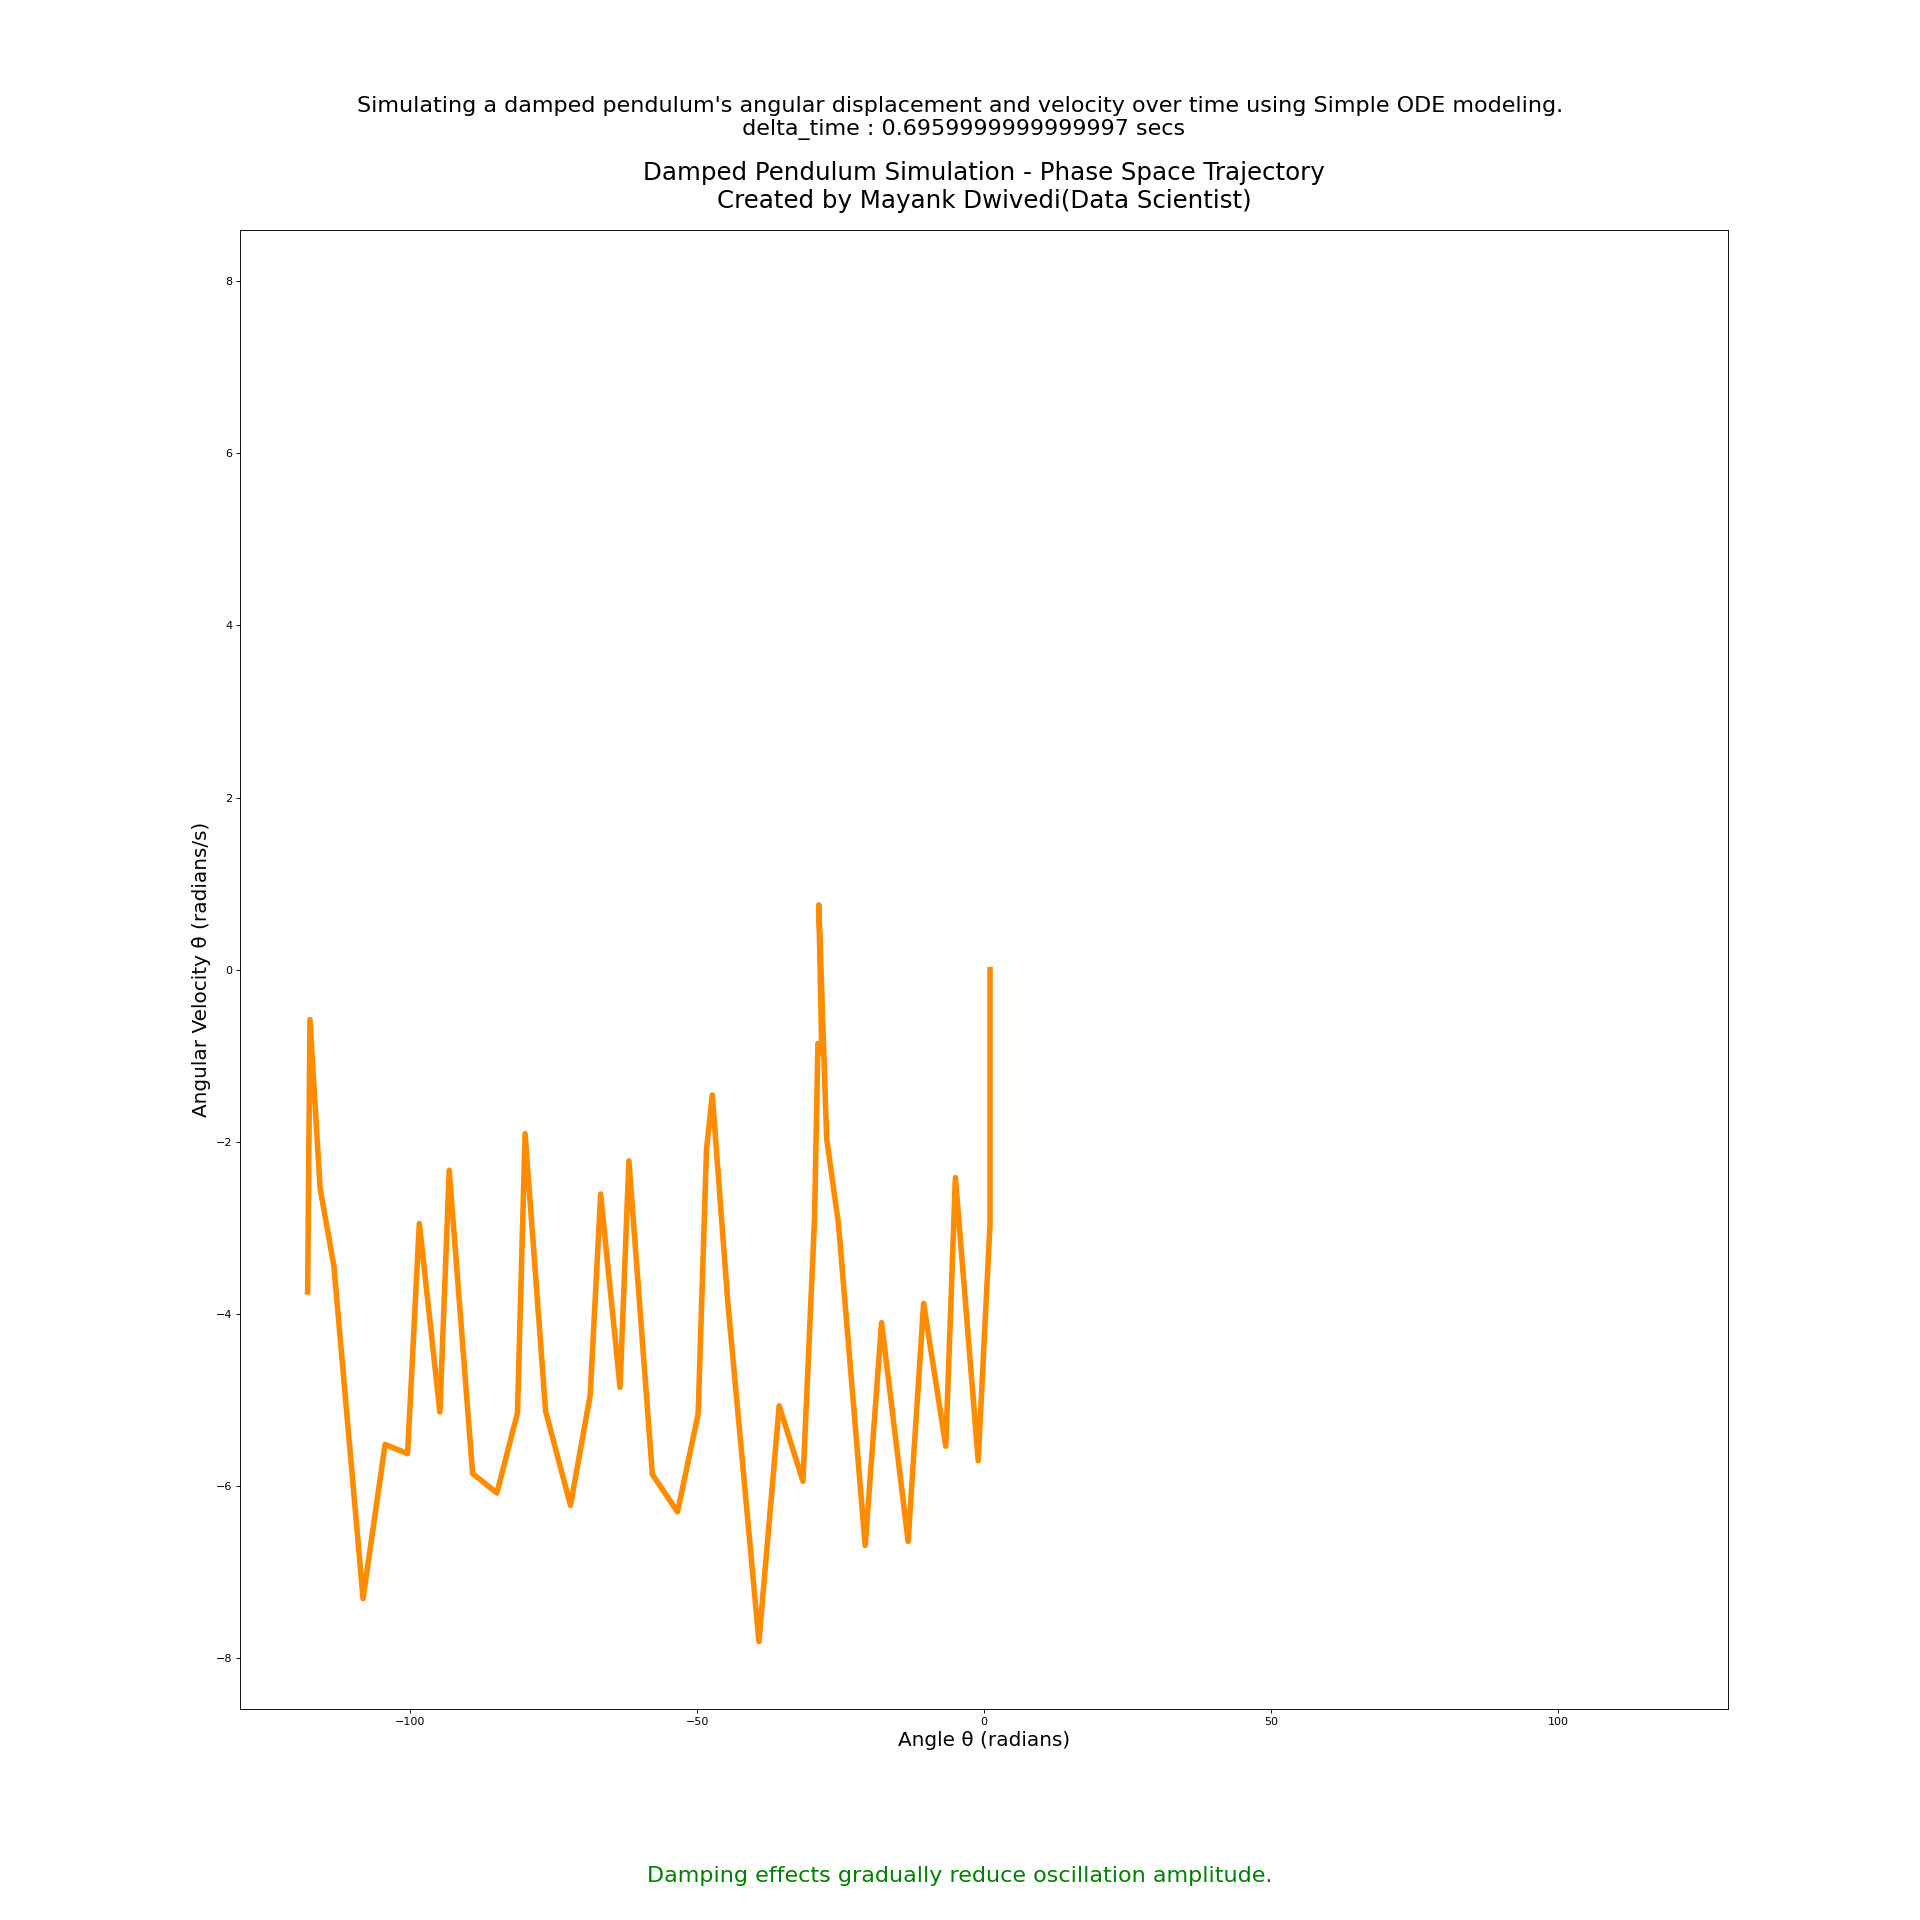 Simulating a damped pendulum's angular displacement and velocity over time using Simple ODE modeling.
delta_time : 0.6959999999999997 secs
Damped Pendulum Simulation - Phase Space Trajectory
Created by Mayank Dwivedi(Data Scientist)
8
6
4
2
0
−2
−4
−6
−8
Angular Velocity θ (radians/s)
−100
−50
0
50
100
Angle θ (radians)
Damping effects gradually reduce oscillation amplitude.